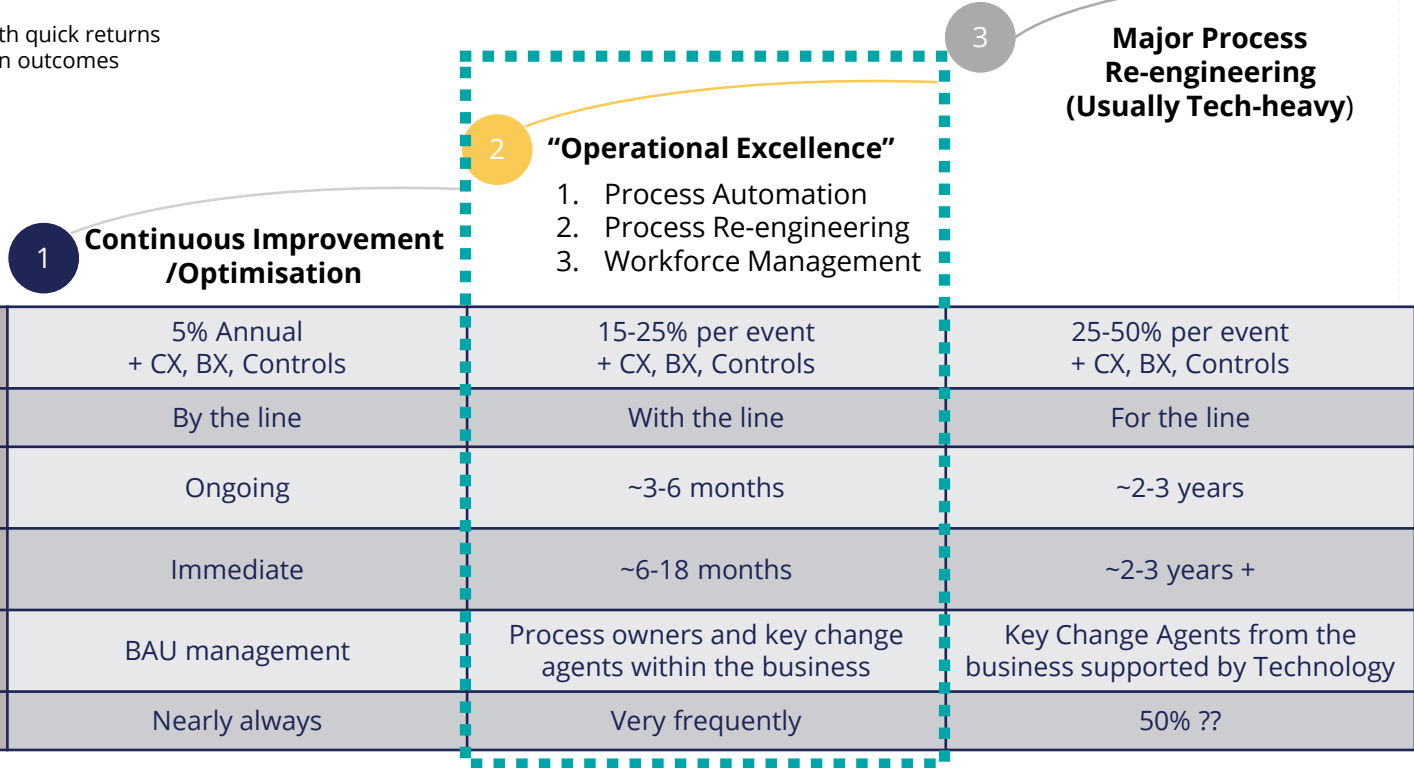 quick returns
outcomes
3
Major Process
Re-engineering
(Usually Tech-heavy)
2
“Operational Excellence”
1. Process Automation
2. Process Re-engineering
3. Workforce Management
1
Continuous Improvement
/Optimisation
5% Annual
+ CX, BX, Controls
15-25% per event
+ CX, BX, Controls
25-50% per event
+ CX, BX, Controls
By the line
With the line
For the line
Ongoing
~3-6 months
~2-3 years
Immediate
~6-18 months
~2-3 years +
BAU management
Process owners and key change
agents within the business
Key Change Agents from the
business supported by Technology
Nearly always
Very frequently
50% ??